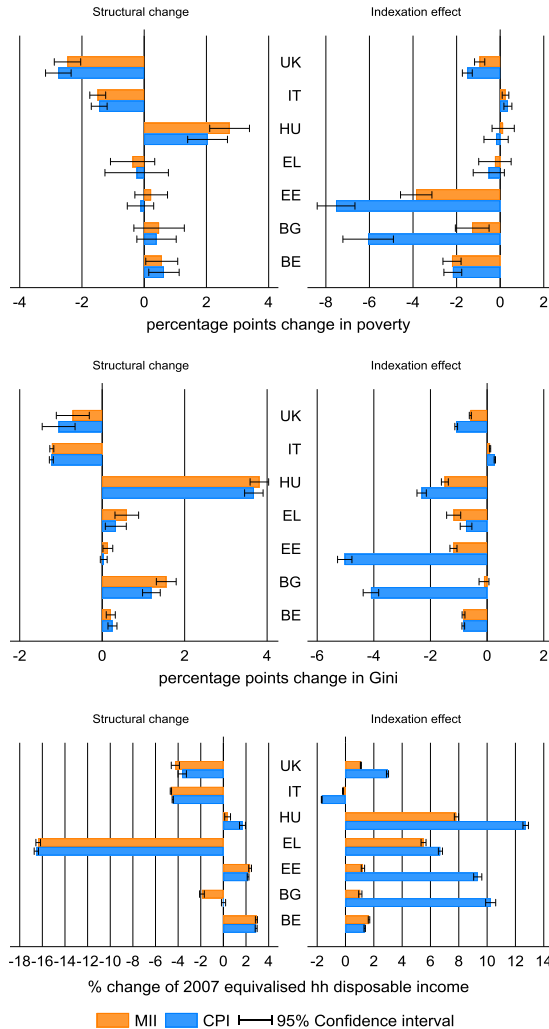 Structural change Indexation effect
UK
IT
HU
EL
EE
BG
BE
-4 -2 0 2 4 -8 -6 -4 -2 0 2
percentage points change in poverty
Structural change Indexation effect
UK
IT
HU
EL
EE
BG
BE
-2 0 2 4 -6 -4 -2 0 2
percentage points change in Gini
Structural change Indexation effect
UK
IT
HU
EL
EE
BG
BE
-18 -16 -14 -12 -10 -8 -6 -4 -2 0 2 4 -2 0 2 4 6 8 10 12 14
% change of 2007 equivalised hh disposable income
MII CPI 95% Confidence interval